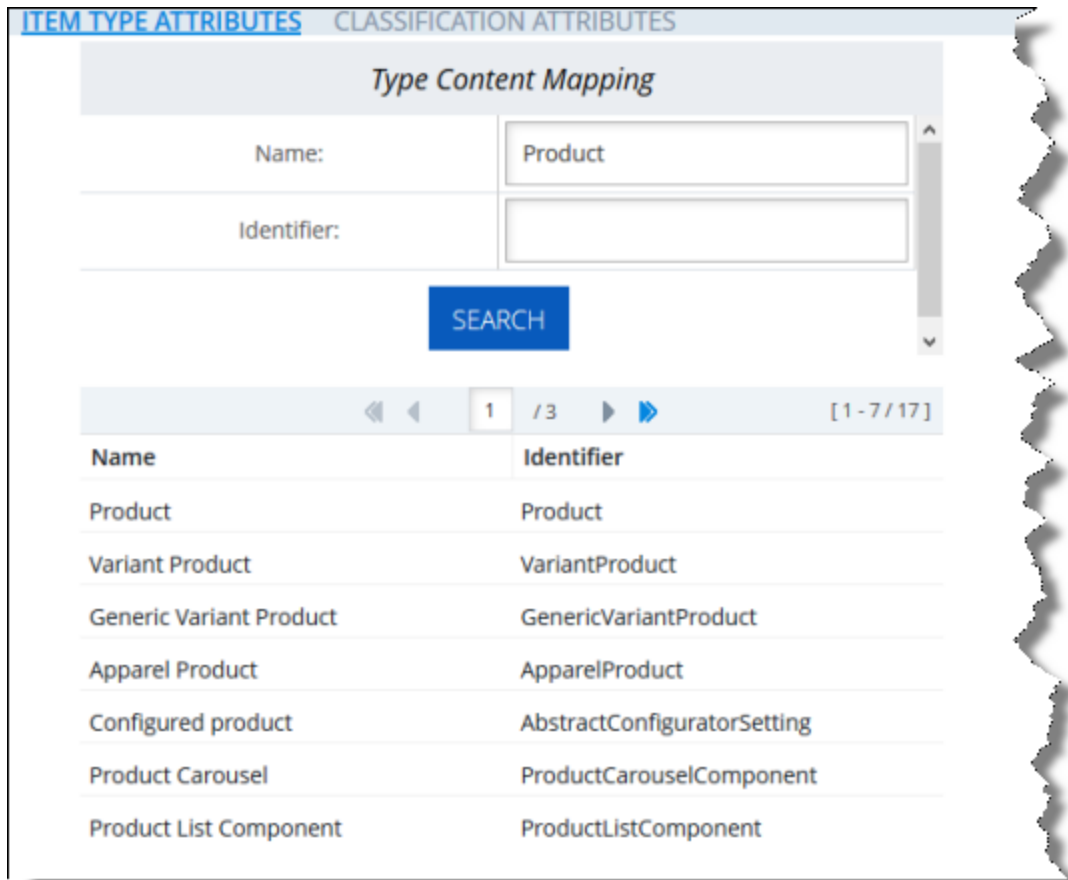 ITEM TYPE ATTRIBUTES CLASSIFICATION ATTRIBUTES
Type Content Mapping
Name: Product
Identifier:
SEARCH
1 / 3 [ 1 - 7 / 17 ]
Name Identifier
Product Product
Variant Product VariantProduct
Generic Variant Product GenericVariantProduct
Apparel Product ApparelProduct
Configured product AbstractConfiguratorSetting
Product Carousel ProductCarouselComponent
Product List Component ProductListComponent